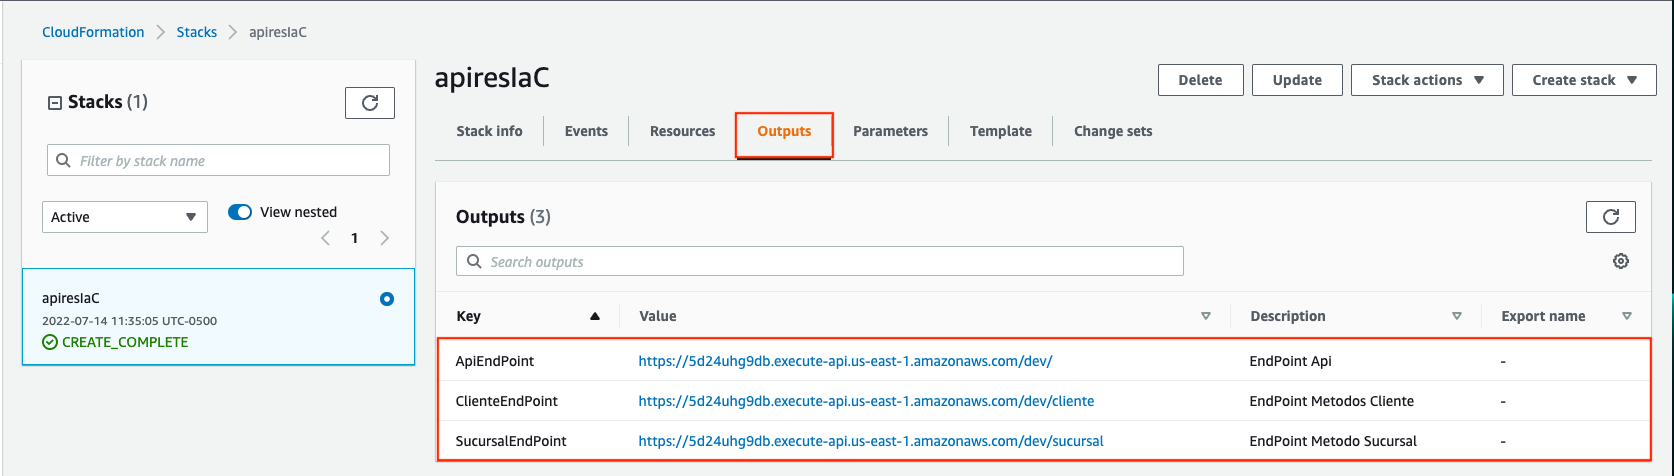 CloudFormation > Stacks > apiresIaC
Stacks (1)
Filter by stack name
Active
View nested
1
apiresIaC
2022-07-14 11:35:05 UTC-0500
CREATE_COMPLETE
apiresIaC
Delete Update Stack actions Create stack
Stack info Events Resources Outputs Parameters Template Change sets
Outputs (3)
Search outputs
Key Value Description Export name
ApiEndPoint https://5d24uhg9db.execute-api.us-east-1.amazonaws.com/dev/ EndPoint Api -
ClienteEndPoint https://5d24uhg9db.execute-api.us-east-1.amazonaws.com/dev/cliente EndPoint Metodos Cliente -
SucursalEndPoint https://5d24uhg9db.execute-api.us-east-1.amazonaws.com/dev/sucursal EndPoint Metodo Sucursal -